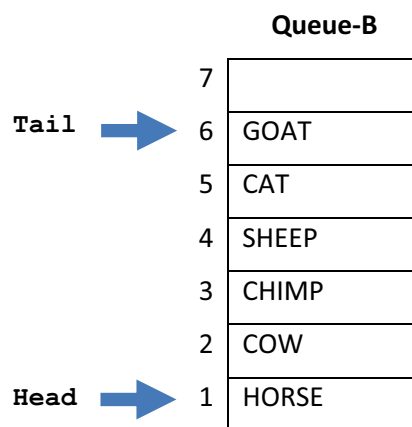 Queue-B
7
Tail 6 GOAT
5 CAT
4 SHEEP
3 CHIMP
2 COW
Head 1 HORSE